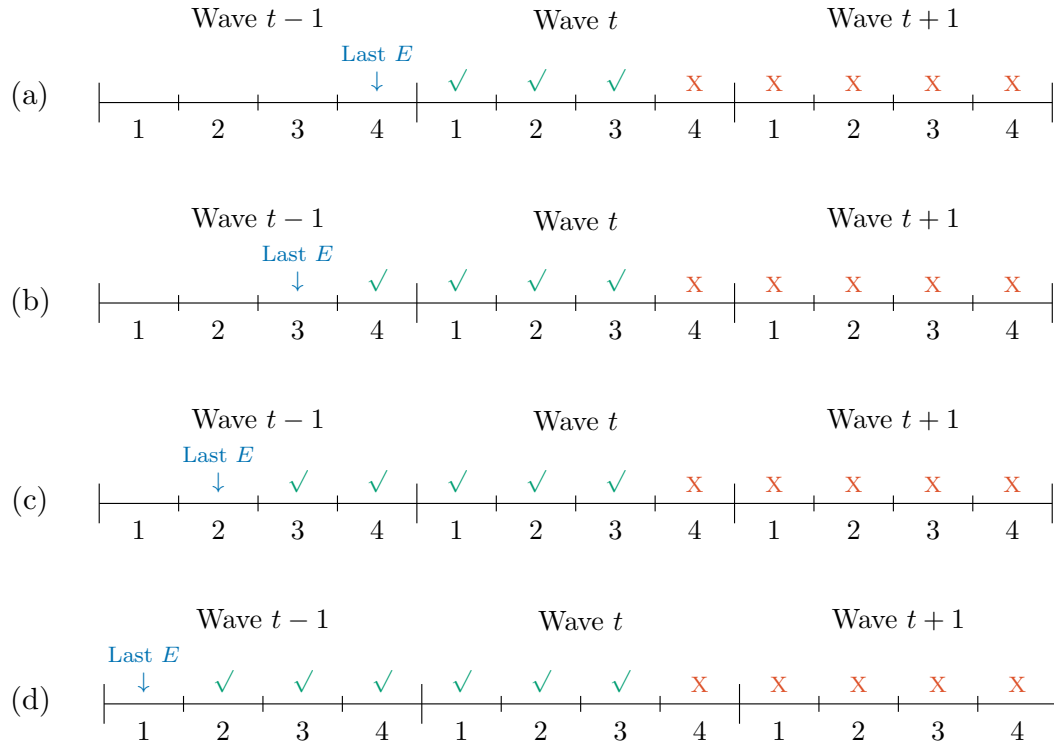 Wave t − 1 Wave t Wave t + 1
Last E
↓ √ √ √ X X X X X
(a)
1 2 3 4 1 2 3 4 1 2 3 4
Wave t − 1 Wave t Wave t + 1
Last E
↓ √ √ √ √ X X X X X
(b)
1 2 3 4 1 2 3 4 1 2 3 4
Wave t − 1 Wave t Wave t + 1
Last E
↓ √ √ √ √ √ X X X X X
(c)
1 2 3 4 1 2 3 4 1 2 3 4
Wave t − 1 Wave t Wave t + 1
Last E
↓ √ √ √ √ √ √ X X X X X
(d)
1 2 3 4 1 2 3 4 1 2 3 4